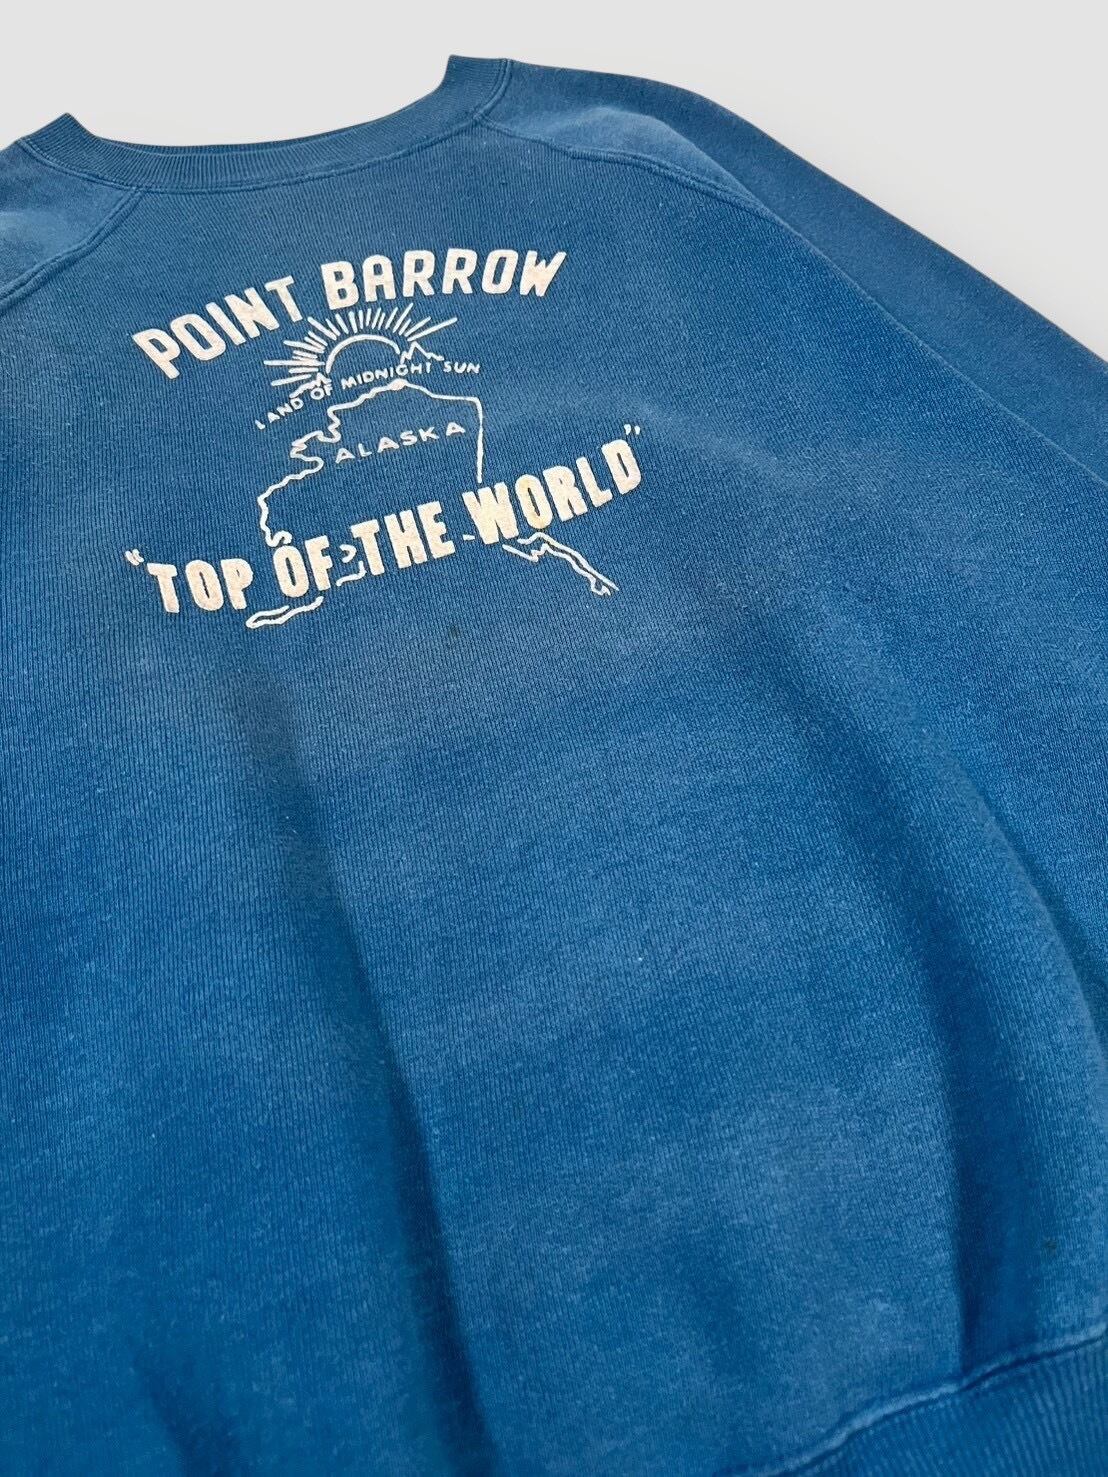 POINT BARROW
LAND OF MIDNIGHT SUN
ALASKA
"TOP OF THE WORLD"